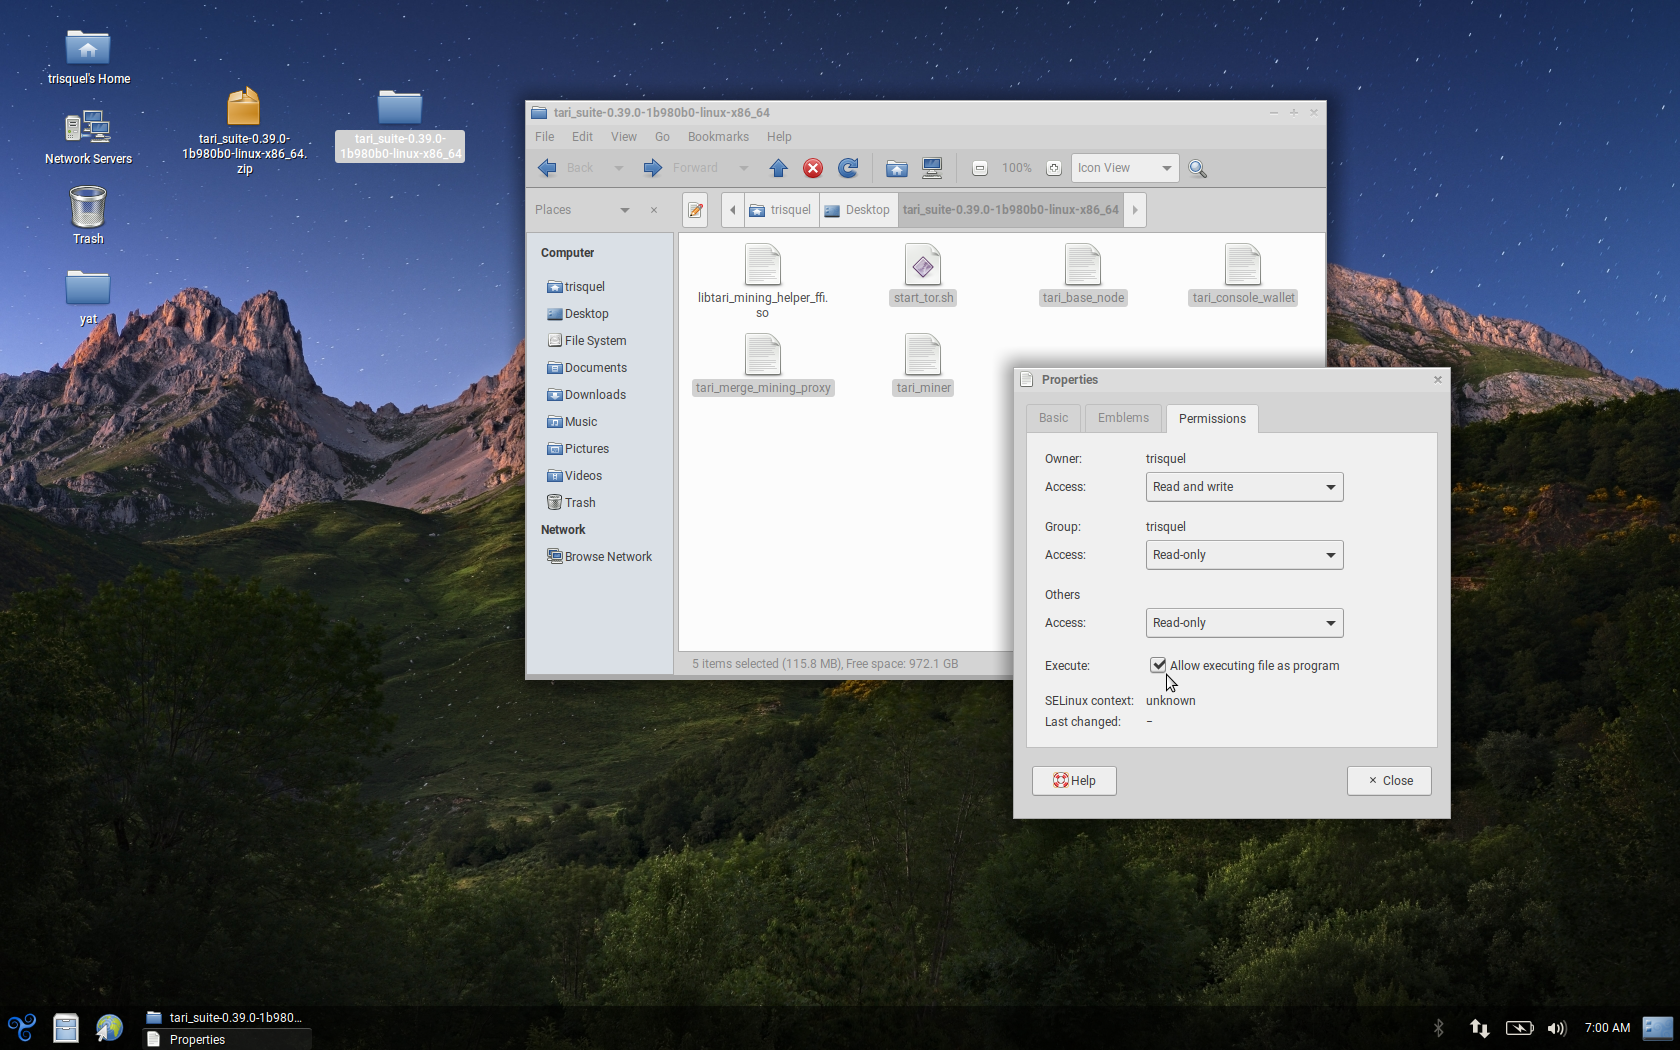 trisquel's Home
Network Servers
Trash
yat
tari_suite-0.39.0-
1b980b0-linux-x86_64.
zip
tari_suite-0.39.0-
1b980b0-linux-x86_64
tari_suite-0.39.0-1b980b0-linux-x86_64
File Edit View Go Bookmarks Help
Back Forward 100% Icon View
Places trisquel Desktop tari_suite-0.39.0-1b980b0-linux-x86_64
Computer
trisquel
Desktop
File System
Documents
Downloads
Music
Pictures
Videos
Trash
Network
Browse Network
libtari_mining_helper_ffi.
so
start_tor.sh
tari_base_node
tari_console_wallet
tari_merge_mining_proxy
tari_miner
5 items selected (115.8 MB), Free space: 972.1 GB
Properties
Basic Emblems Permissions
Owner: trisquel
Access: Read and write
Group: trisquel
Access: Read-only
Others
Access: Read-only
Execute: Allow executing file as program
SELinux context: unknown
Last changed: –
Help Close
tari_suite-0.39.0-1b980...
Properties
7:00 AM